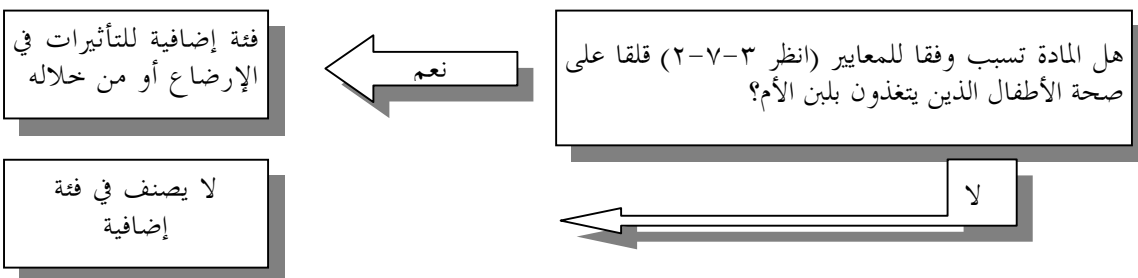 هل المادة تسبب وفقا للمعايير (انظر ٣-٧-٢) قلقا على
صحة الأطفال الذين يتغذون بلبن الأم؟
نعم
فئة إضافية للتأثيرات في
الإرضاع أو من خلاله
لا
لا يصنف في فئة
إضافية